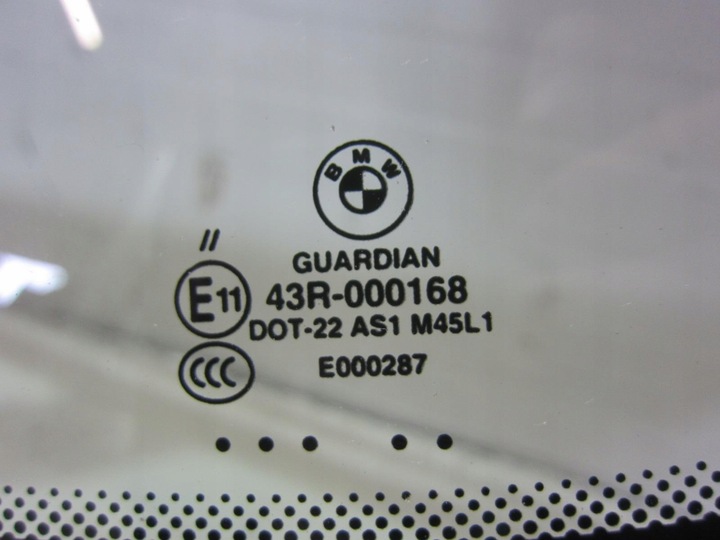 BMW
GUARDIAN
//
E11 43R-000168
DOT-22 AS1 M45L1
CCC E000287